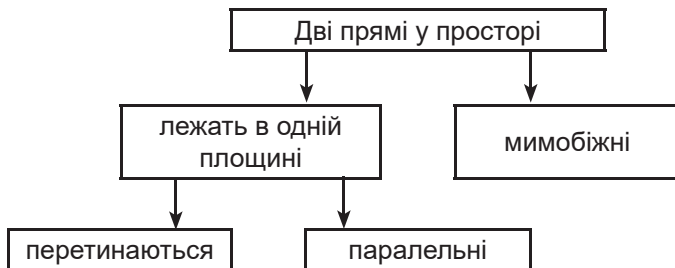 Дві прямі у просторі
лежать в одній
площині
мимобіжні
перетинаються
паралельні